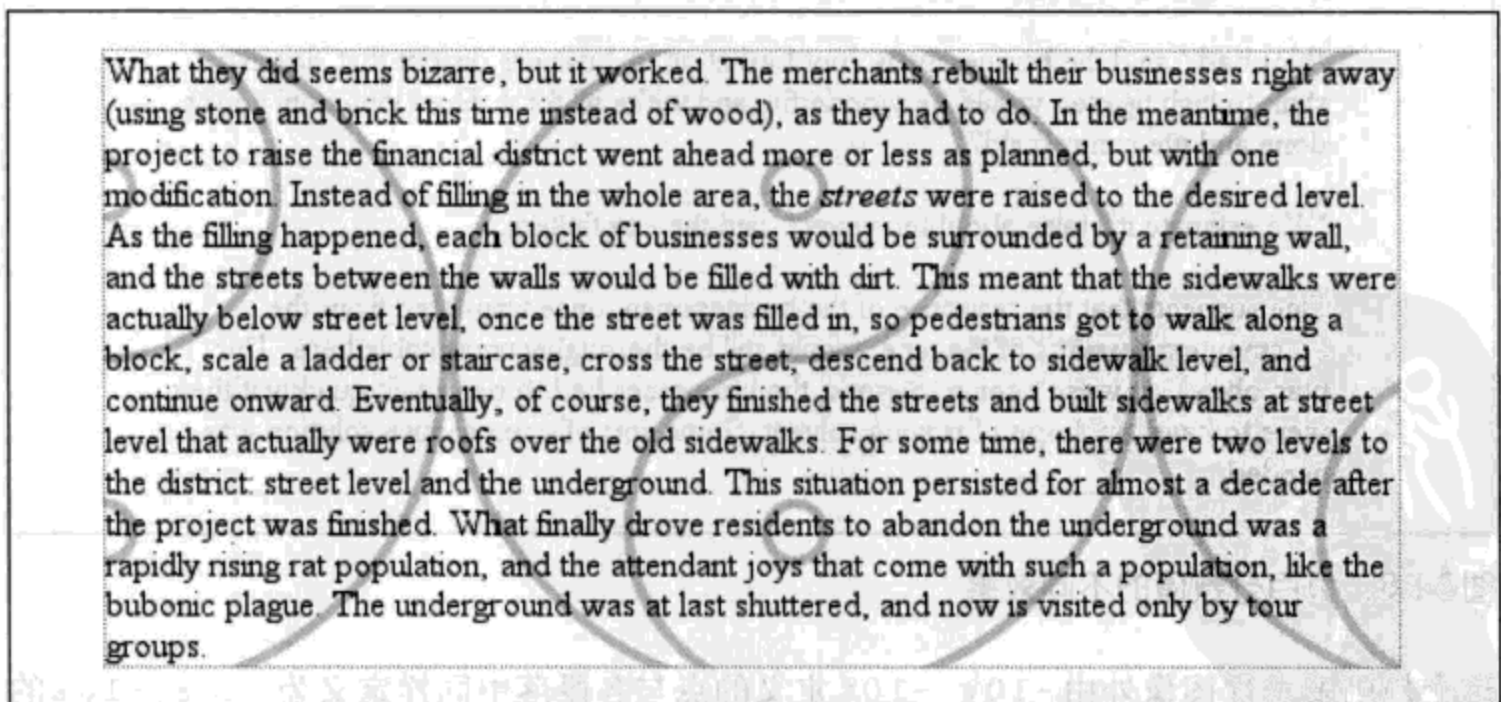 What they did seems bizarre, but it worked. The merchants rebuilt their businesses right away
(using stone and brick this time instead of wood), as they had to do. In the meantime, the
project to raise the financial district went ahead more or less as planned, but with one
modification. Instead of filling in the whole area, the streets were raised to the desired level.
As the filling happened, each block of businesses would be surrounded by a retaining wall,
and the streets between the walls would be filled with dirt. This meant that the sidewalks were
actually below street level, once the street was filled in, so pedestrians got to walk along a
block, scale a ladder or staircase, cross the street, descend back to sidewalk level, and
continue onward. Eventually, of course, they finished the streets and built sidewalks at street
level that actually were roofs over the old sidewalks. For some time, there were two levels to
the district: street level and the underground. This situation persisted for almost a decade after
the project was finished. What finally drove residents to abandon the underground was a
rapidly rising rat population, and the attendant joys that come with such a population, like the
bubonic plague. The underground was at last shuttered, and now is visited only by tour
groups.